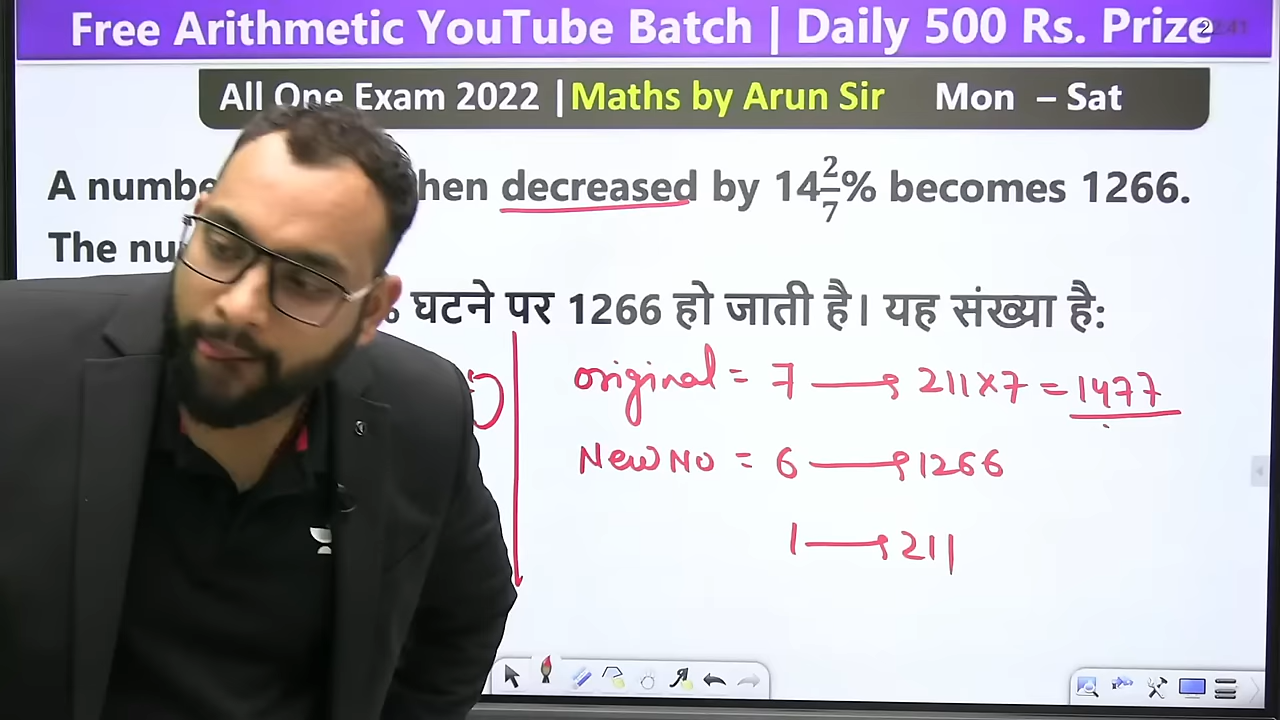 Free Arithmetic YouTube Batch | Daily 500 Rs. Prize
All One Exam 2022 | Maths by Arun Sir Mon – Sat
A hen decreased by 14 2/7% becomes 1266.
The
घटने पर 1266 हो जाती है। यह संख्या है:
original = 7 → 211×7 = 1477
New No = 6 → 1266
1 → 211